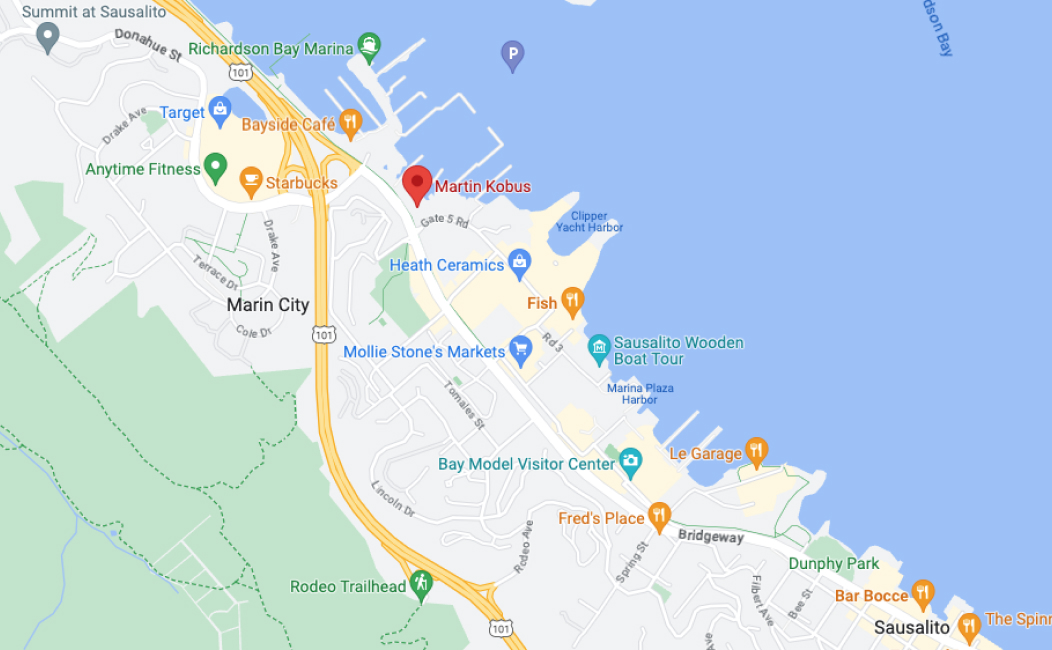 Summit at Sausalito
Donahue St
dson Bay
Richardson Bay Marina
P
101
Target
Bayside Café
Drake Ave
Anytime Fitness
Starbucks
Martin Kobus
Gate 5 Rd
Clipper
Yacht Harbor
Drake Ave
Terrace Dt
Heath Ceramics
Marin City
Fish
Cole Dr
101
Rd 3
Mollie Stone's Markets
Sausalito Wooden
Boat Tour
Marina Plaza
Harbor
Tomales St
Bay Model Visitor Center
Le Garage
Lincoln Dr
Fred's Place
Bridgeway
Rodeo Ave
Spring St
Dunphy Park
Rodeo Trailhead
Filbert Ave
Bee St
Bar Bocce
101
Sausalito
The Spinn
Ave